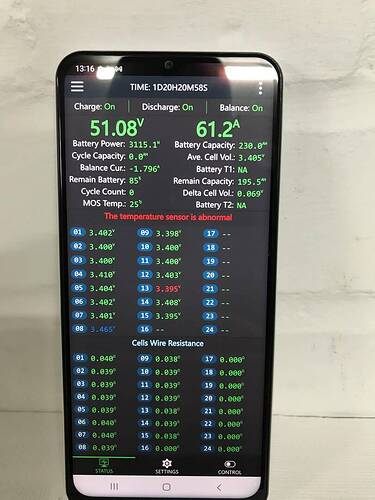 13:16
TIME: 1D20H20M58S
Charge: On | Discharge: On | Balance: On
51.08V 61.2A
Battery Power: 3115.1W Battery Capacity: 230.0AH
Cycle Capacity: 0.0AH Ave. Cell Vol.: 3.405V
Balance Cur.: -1.796A Battery T1: NA
Remain Battery: 85% Remain Capacity: 195.5AH
Cycle Count: 0 Delta Cell Vol.: 0.069V
MOS Temp.: 25℃ Battery T2: NA
The temperature sensor is abnormal
01 3.402V 09 3.398V 17 --
02 3.400V 10 3.400V 18 --
03 3.400V 11 3.400V 19 --
04 3.410V 12 3.403V 20 --
05 3.404V 13 3.395V 21 --
06 3.402V 14 3.408V 22 --
07 3.401V 15 3.395V 23 --
08 3.465V 16 -- 24 --
Cells Wire Resistance
01 0.040Ω 09 0.038Ω 17 0.000Ω
02 0.039Ω 10 0.038Ω 18 0.000Ω
03 0.039Ω 11 0.038Ω 19 0.000Ω
04 0.039Ω 12 0.039Ω 20 0.000Ω
05 0.039Ω 13 0.038Ω 21 0.000Ω
06 0.039Ω 14 0.039Ω 22 0.000Ω
07 0.040Ω 15 0.039Ω 23 0.000Ω
08 0.039Ω 16 0.000Ω 24 0.000Ω
STATUS SETTINGS CONTROL